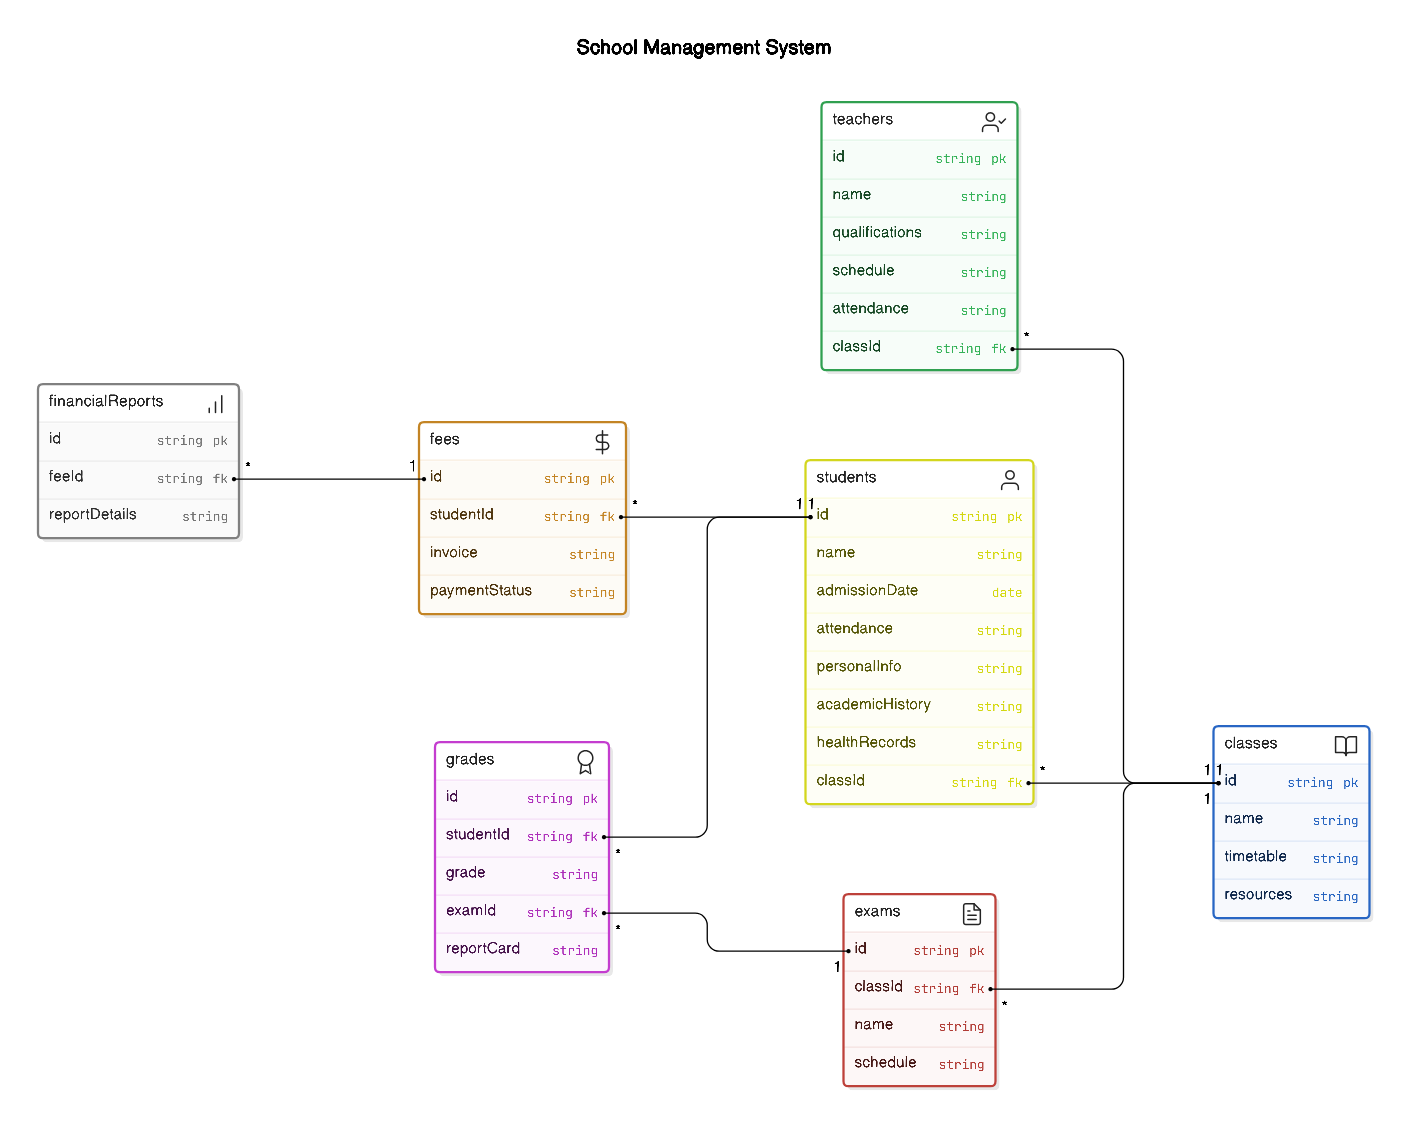 School Management System
teachers
id string pk
name string
qualifications string
schedule string
attendance string
classId string fk
*
financialReports
id string pk
feeId string fk
reportDetails string
*
1
fees
id string pk
studentId string fk
invoice string
paymentStatus string
*
1 1
students
id string pk
name string
admissionDate date
attendance string
personalInfo string
academicHistory string
healthRecords string
classId string fk
*
1 1
1
classes
id string pk
name string
timetable string
resources string
grades
id string pk
studentId string fk
grade string
examId string fk
reportCard string
*
*
1
exams
id string pk
classId string fk
name string
schedule string
*